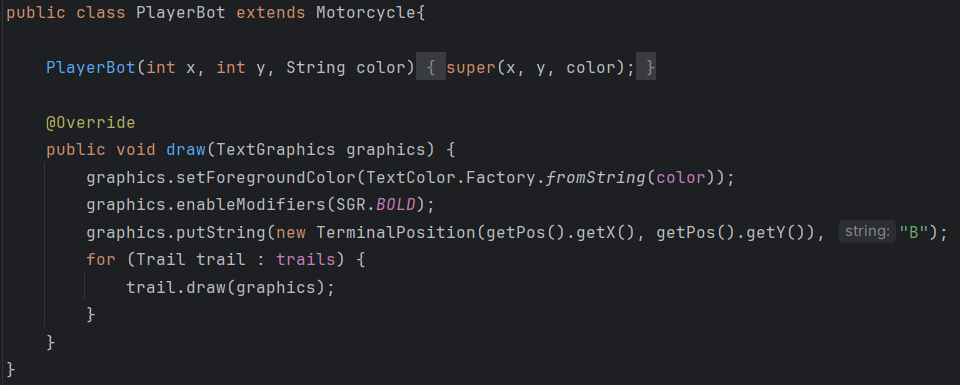 public class PlayerBot extends Motorcycle{
PlayerBot(int x, int y, String color) { super(x, y, color); }
@Override
public void draw(TextGraphics graphics) {
graphics.setForegroundColor(TextColor.Factory.fromString(color));
graphics.enableModifiers(SGR.BOLD);
graphics.putString(new TerminalPosition(getPos().getX(), getPos().getY()), string: "B");
for (Trail trail : trails) {
trail.draw(graphics);
}
}
}